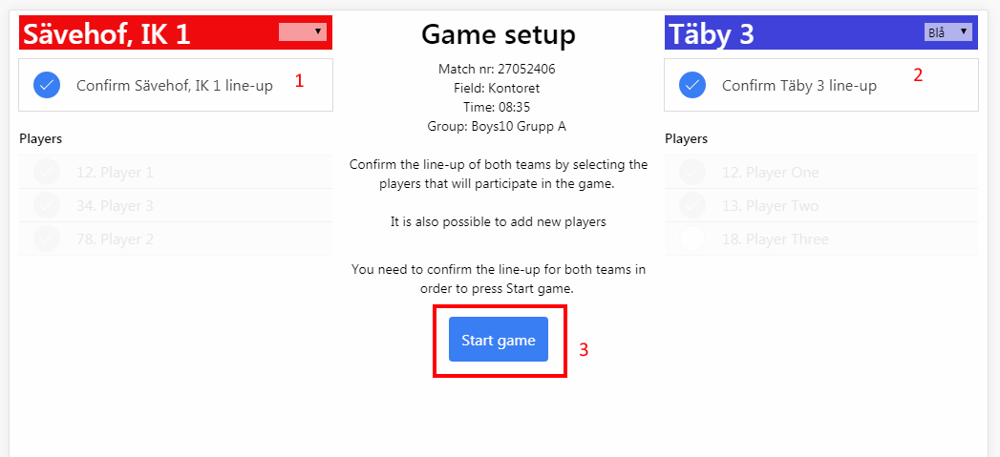 Sävehof, IK 1
Confirm Sävehof, IK 1 line-up
1
Players
12. Player 1
34. Player 3
78. Player 2
Game setup
Match nr: 27052406
Field: Kontoret
Time: 08:35
Group: Boys10 Grupp A
Confirm the line-up of both teams by selecting the
players that will participate in the game.
It is also possible to add new players
You need to confirm the line-up for both teams in
order to press Start game.
Start game
3
Täby 3
Blå
Confirm Täby 3 line-up
2
Players
12. Player One
13. Player Two
18. Player Three